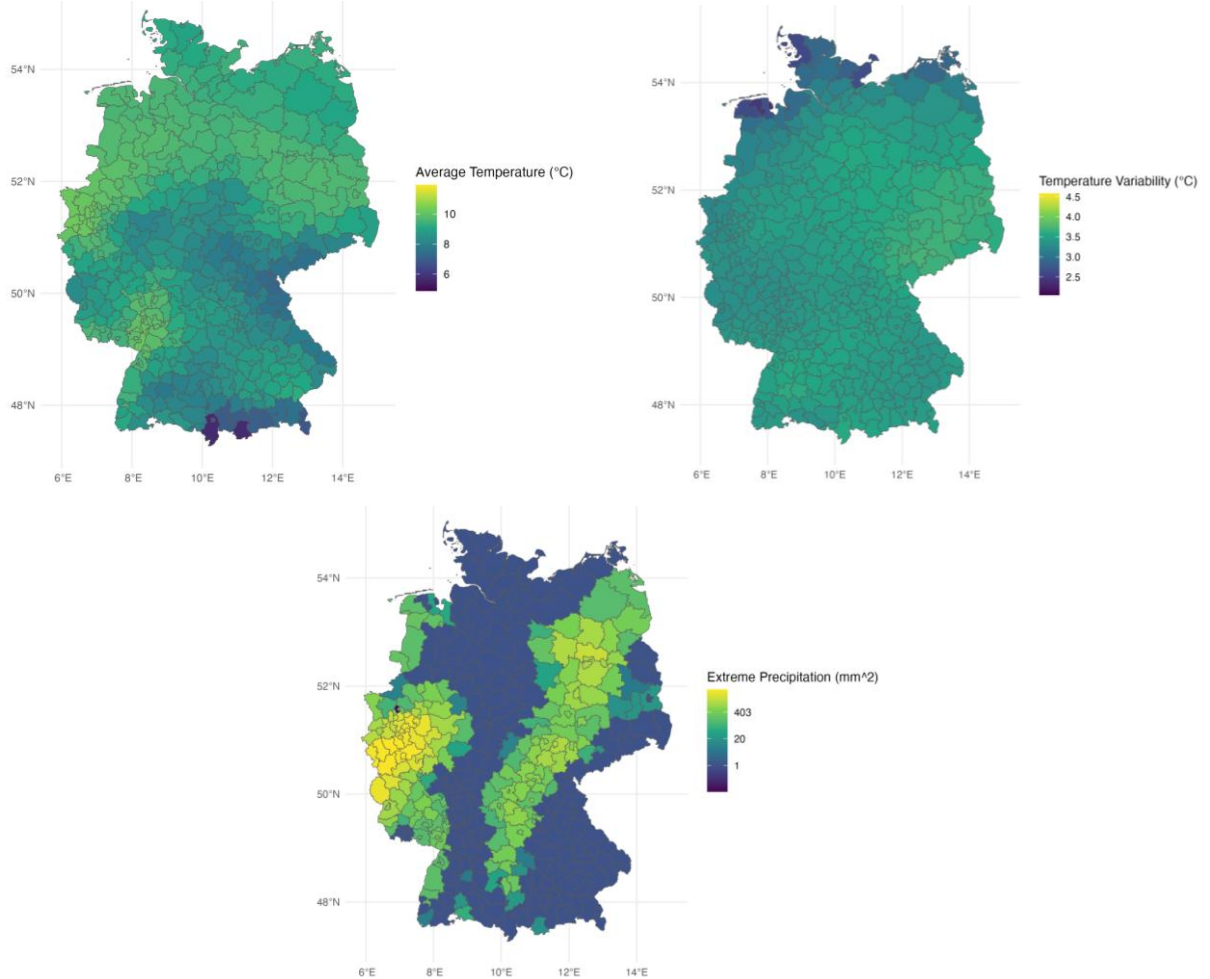 54°N
52°N
50°N
48°N
6°E 8°E 10°E 12°E 14°E
Average Temperature (°C)
10
8
6
54°N
52°N
50°N
48°N
6°E 8°E 10°E 12°E 14°E
Temperature Variability (°C)
4.5
4.0
3.5
3.0
2.5
54°N
52°N
50°N
48°N
6°E 8°E 10°E 12°E 14°E
Extreme Precipitation (mm^2)
403
20
1